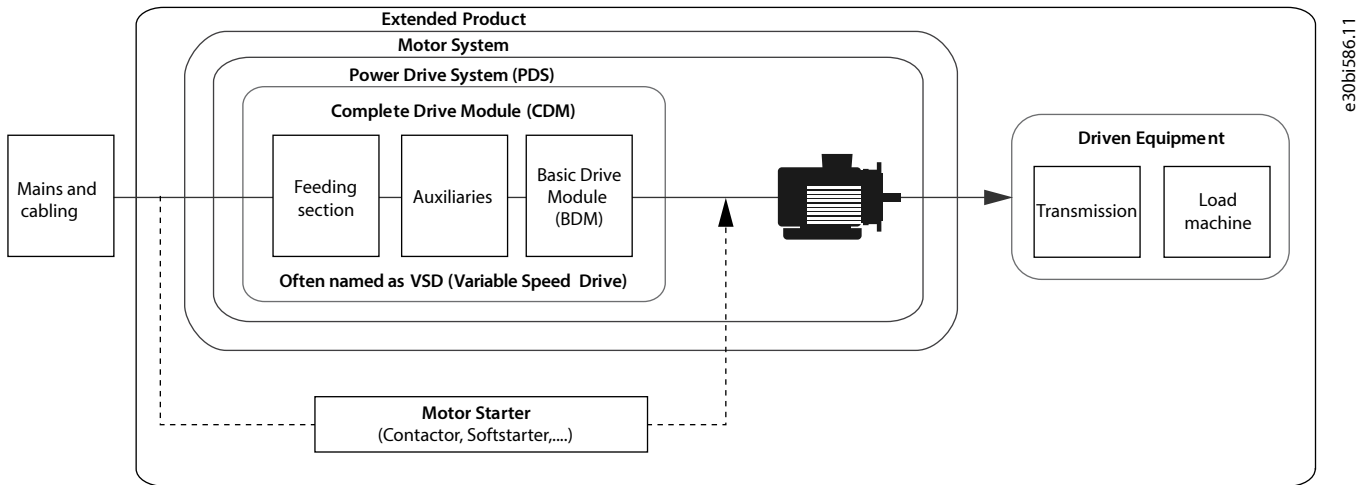 Extended Product
Motor System
Power Drive System (PDS)
Complete Drive Module (CDM)
Mains and
cabling
Feeding
section
Auxiliaries
Basic Drive
Module
(BDM)
Often named as VSD (Variable Speed Drive)
Driven Equipment
Transmission
Load
machine
Motor Starter
(Contactor, Softstarter,....)
e30bi586.11